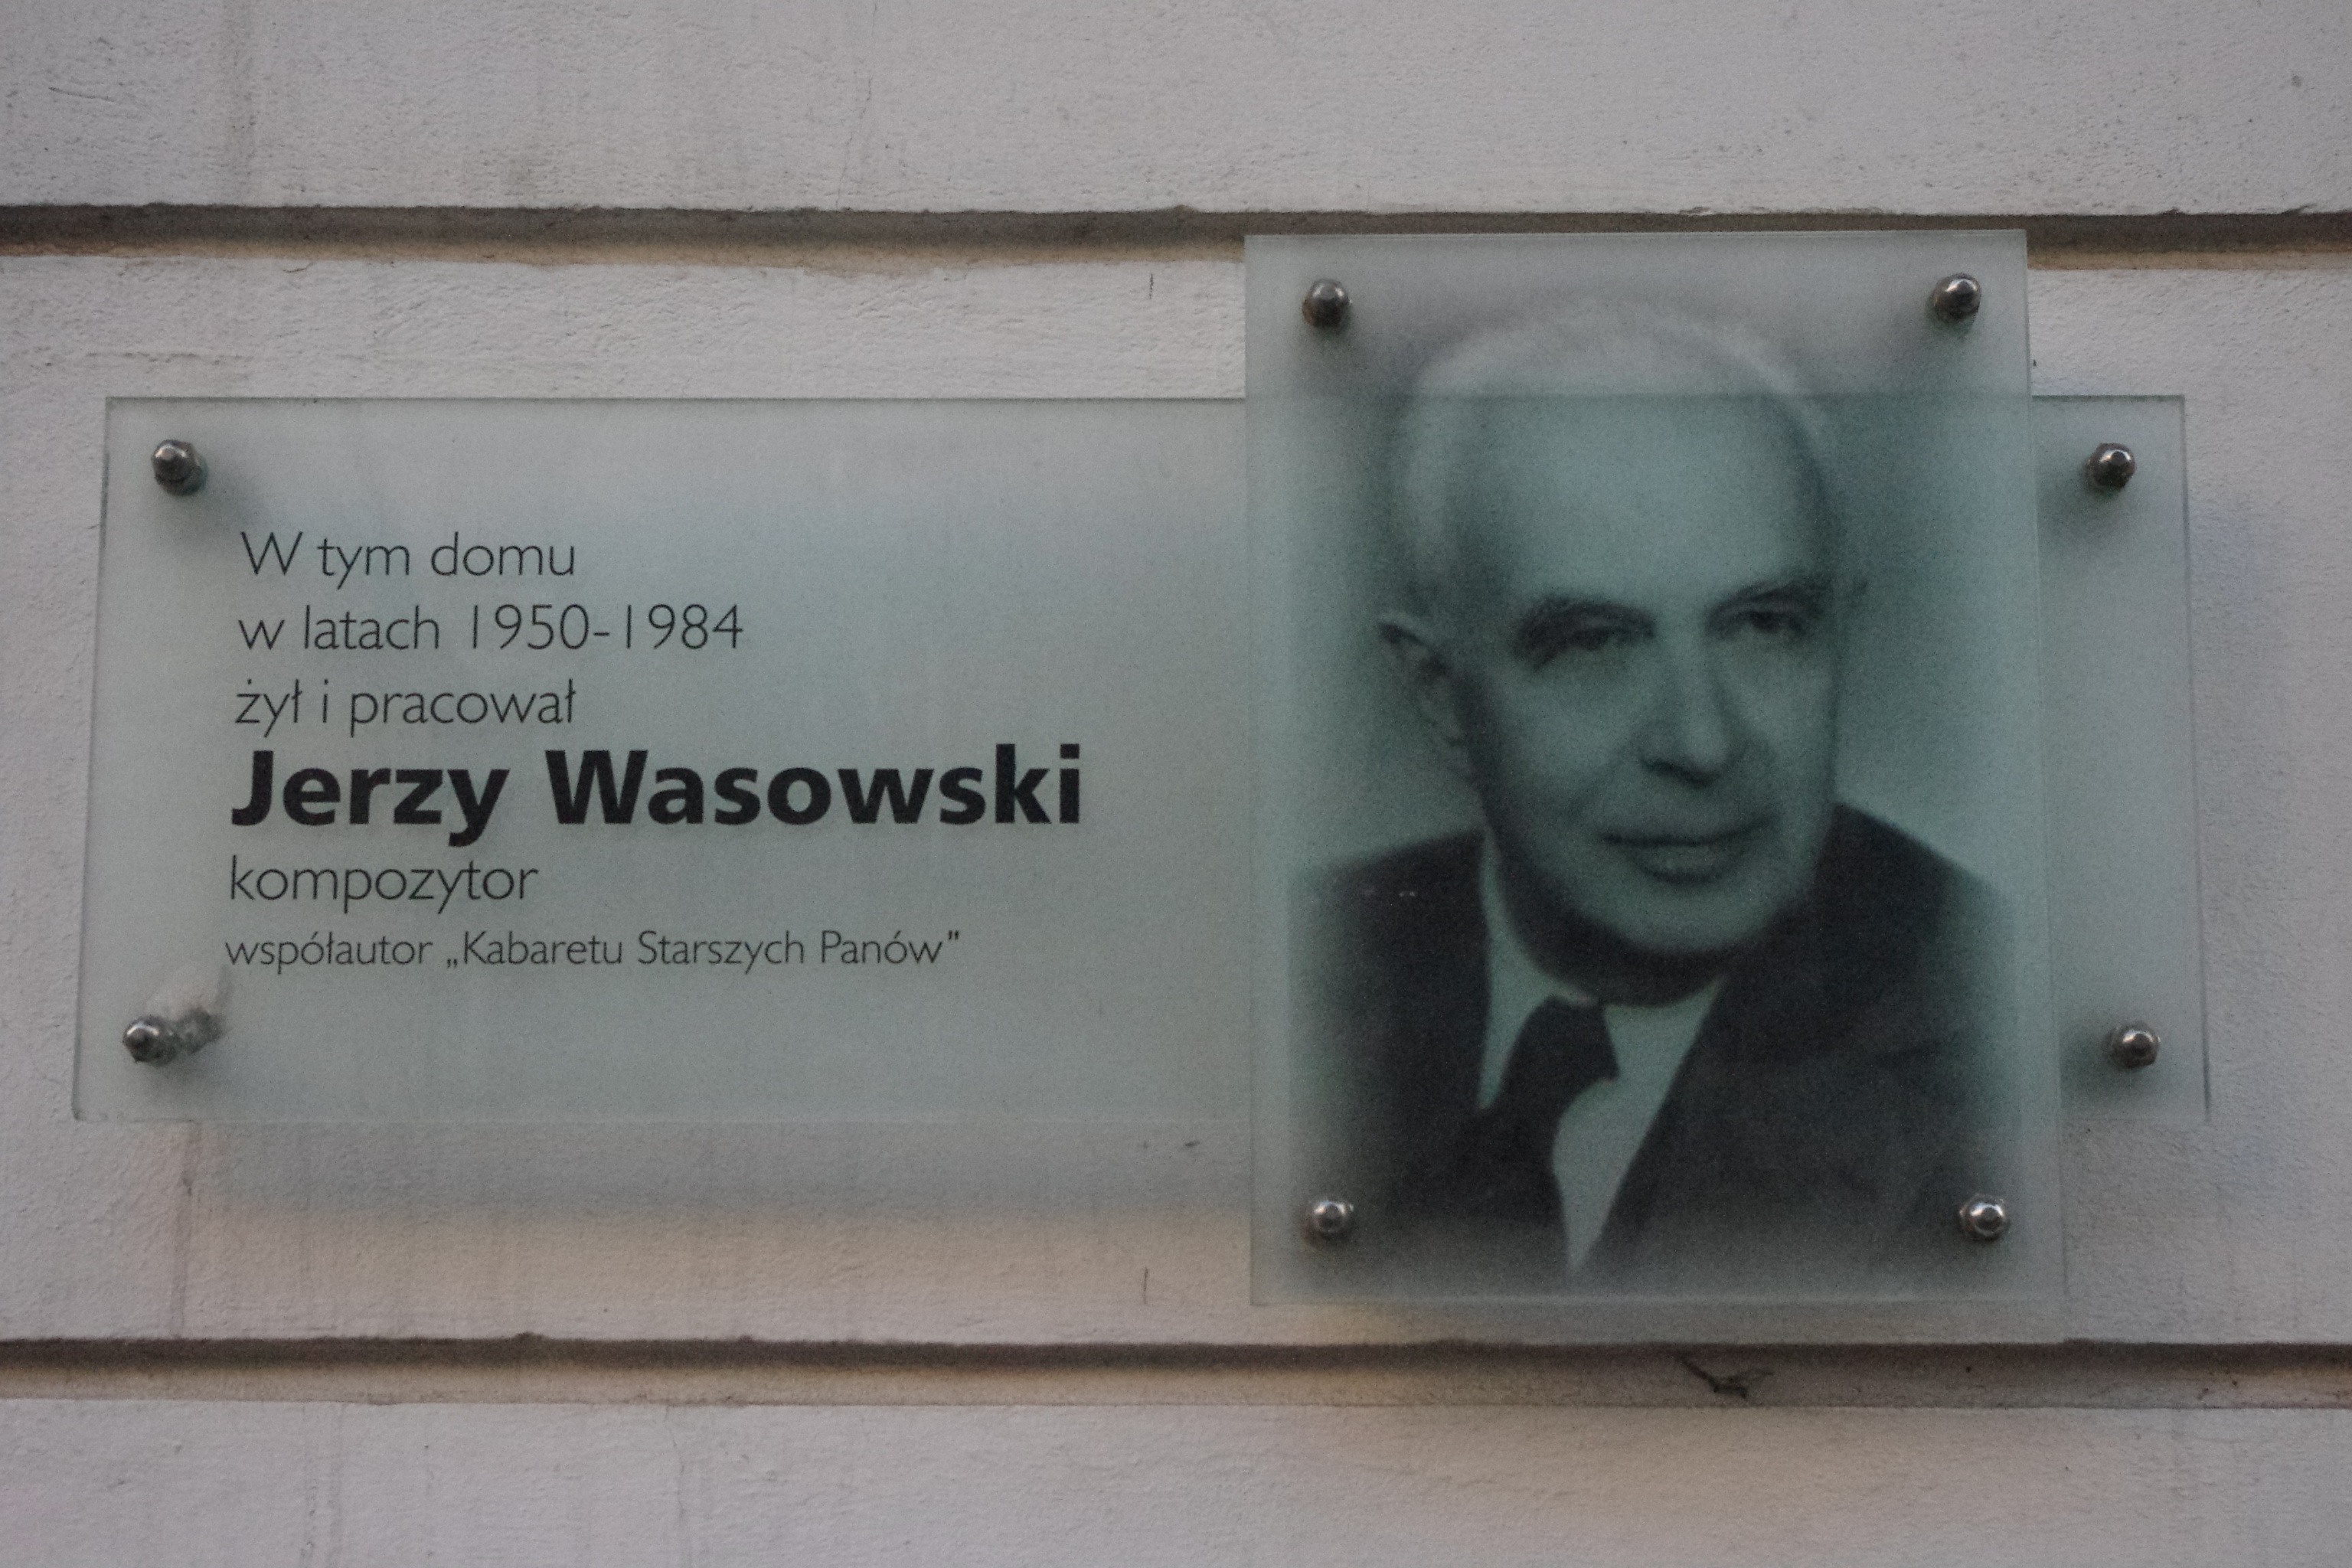 W tym domu
w latach 1950-1984
żył i pracował
Jerzy Wasowski
kompozytor
współautor „Kabaretu Starszych Panów”